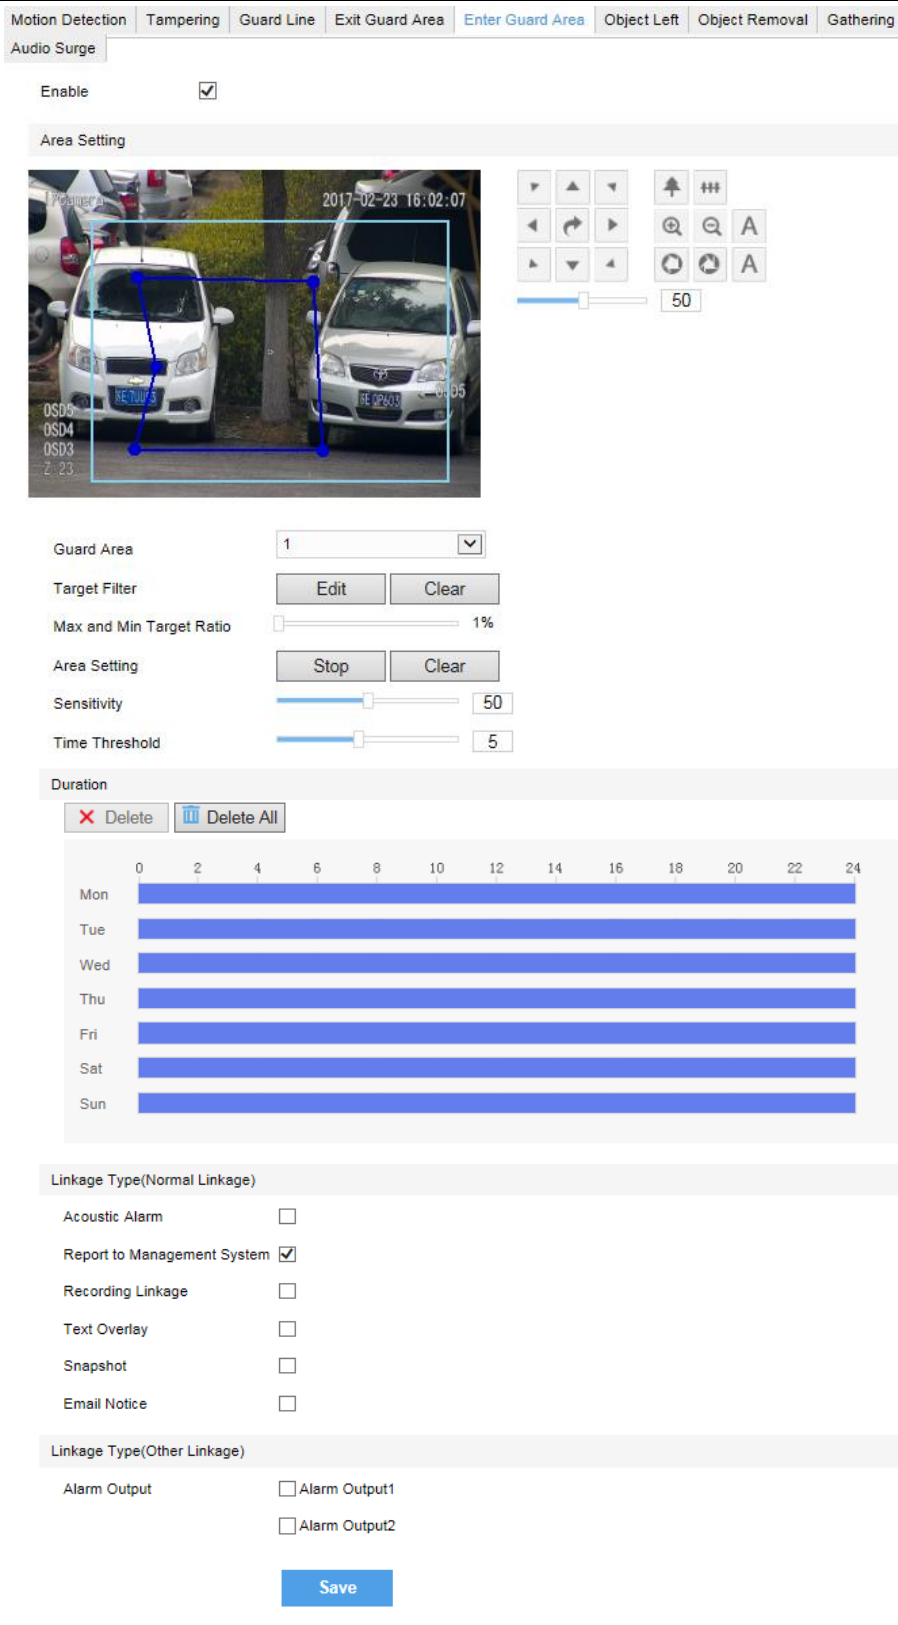 Motion Detection Tampering Guard Line Exit Guard Area Enter Guard Area Object Left Object Removal Gathering
Audio Surge
Enable
Area Setting
2017-02-23 16:02:07
OSD5
OSD4
OSD3
Z 23
A
A
50
Guard Area 1
Target Filter Edit Clear
Max and Min Target Ratio 1%
Area Setting Stop Clear
Sensitivity 50
Time Threshold 5
Duration
Delete Delete All
0 2 4 6 8 10 12 14 16 18 20 22 24
Mon
Tue
Wed
Thu
Fri
Sat
Sun
Linkage Type(Normal Linkage)
Acoustic Alarm
Report to Management System
Recording Linkage
Text Overlay
Snapshot
Email Notice
Linkage Type(Other Linkage)
Alarm Output Alarm Output1
Alarm Output2
Save